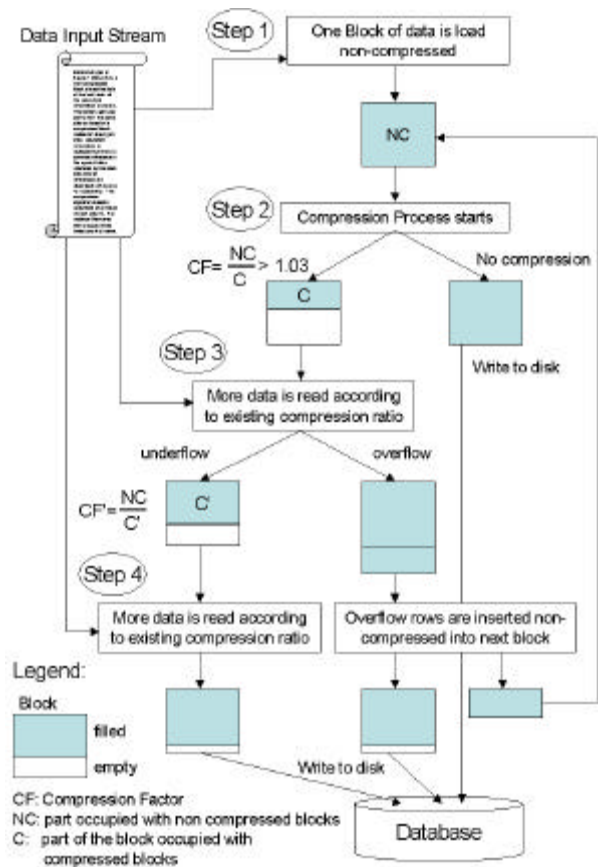 Data Input Stream
Step 1
One Block of data is load
non-compressed
NC
Step 2
Compression Process starts
CF= NC/C > 1.03
No compression
C
Write to disk
Step 3
More data is read according
to existing compression ratio
underflow
overflow
CF'= NC/C'
C'
Step 4
More data is read according
to existing compression ratio
Overflow rows are inserted non-
compressed into next block
Legend:
Block
filled
empty
Write to disk
CF: Compression Factor
NC: part occupied with non compressed blocks
C: part of the block occupied with
compressed blocks
Database